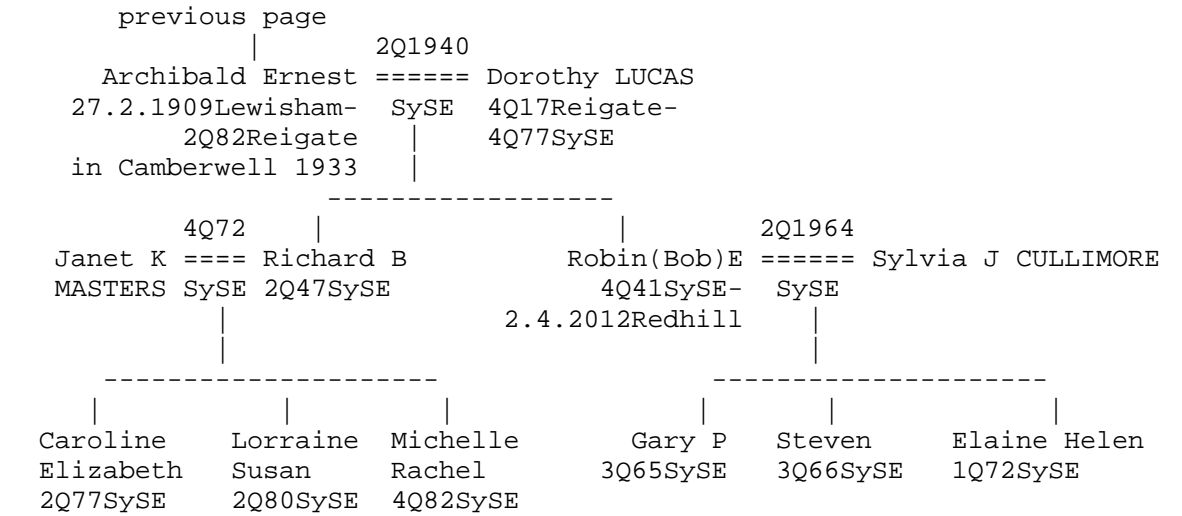 previous page
| 2Q1940
Archibald Ernest ====== Dorothy LUCAS
27.2.1909Lewisham- SySE 4Q17Reigate-
2Q82Reigate | 4Q77SySE
in Camberwell 1933 |
------------------
4Q72 | | 2Q1964
Janet K ==== Richard B Robin(Bob)E ====== Sylvia J CULLIMORE
MASTERS SySE 2Q47SySE 4Q41SySE- SySE
| 2.4.2012Redhill |
| |
--------------------- ---------------------
| | | | | |
Caroline Lorraine Michelle Gary P Steven Elaine Helen
Elizabeth Susan Rachel 3Q65SySE 3Q66SySE 1Q72SySE
2Q77SySE 2Q80SySE 4Q82SySE